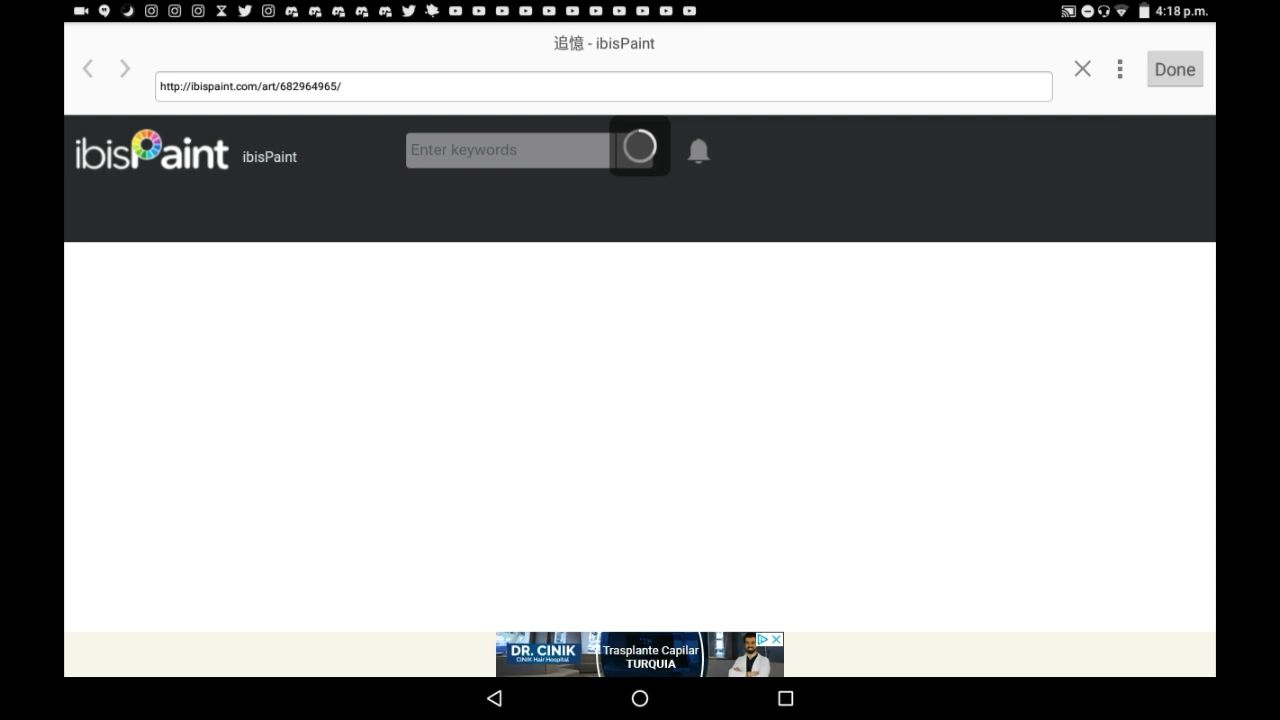 4:18 p.m.
追憶 - ibisPaint
http://ibispaint.com/art/682964965/
Done
ibisPaint
ibisPaint
Enter keywords
DR. CINIK
CINIK Hair Hospital
Trasplante Capilar
TURQUIA